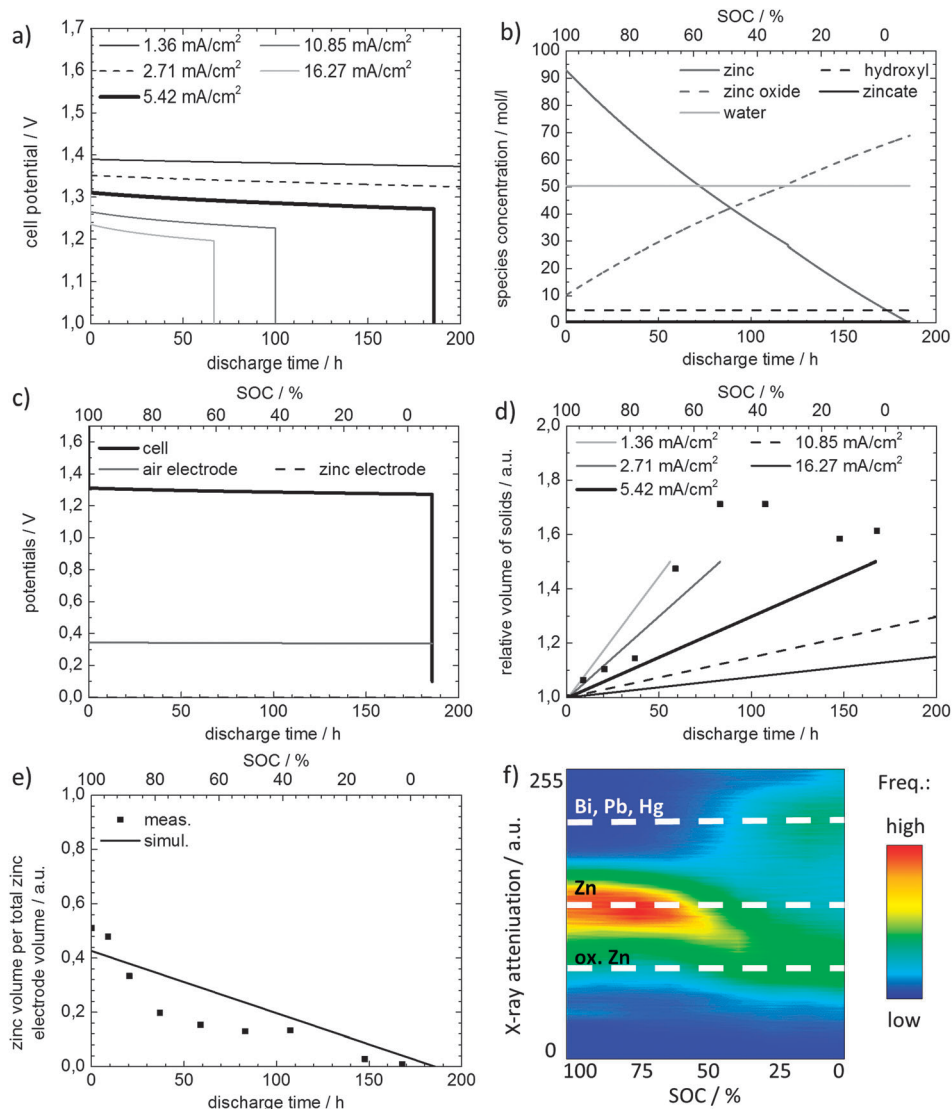 a)
1,7
1,6
1,5
1,4
1,3
1,2
1,1
1,0
cell potential / V
1.36 mA/cm²
10.85 mA/cm²
2.71 mA/cm²
16.27 mA/cm²
5.42 mA/cm²
0
50
100
150
200
discharge time / h
b)
SOC / %
100
80
60
40
20
0
100
90
80
70
60
50
40
30
20
10
0
species concentration / mol/l
zinc
hydroxyl
zinc oxide
zincate
water
0
50
100
150
200
discharge time / h
c)
SOC / %
100
80
60
40
20
0
1,6
1,4
1,2
1,0
0,8
0,6
0,4
0,2
0,0
potentials / V
cell
air electrode
zinc electrode
0
50
100
150
200
discharge time / h
d)
SOC / %
100
80
60
40
20
0
2,0
1,8
1,6
1,4
1,2
1,0
relative volume of solids / a.u.
1.36 mA/cm²
10.85 mA/cm²
2.71 mA/cm²
16.27 mA/cm²
5.42 mA/cm²
0
50
100
150
200
discharge time / h
e)
SOC / %
100
80
60
40
20
0
1,0
0,8
0,6
0,4
0,2
0,0
zinc volume per total zinc
electrode volume / a.u.
meas.
simul.
0
50
100
150
200
discharge time / h
f)
255
0
X-ray atteniuation / a.u.
Bi, Pb, Hg
Zn
ox. Zn
100
75
50
25
0
SOC / %
Freq.:
high
low